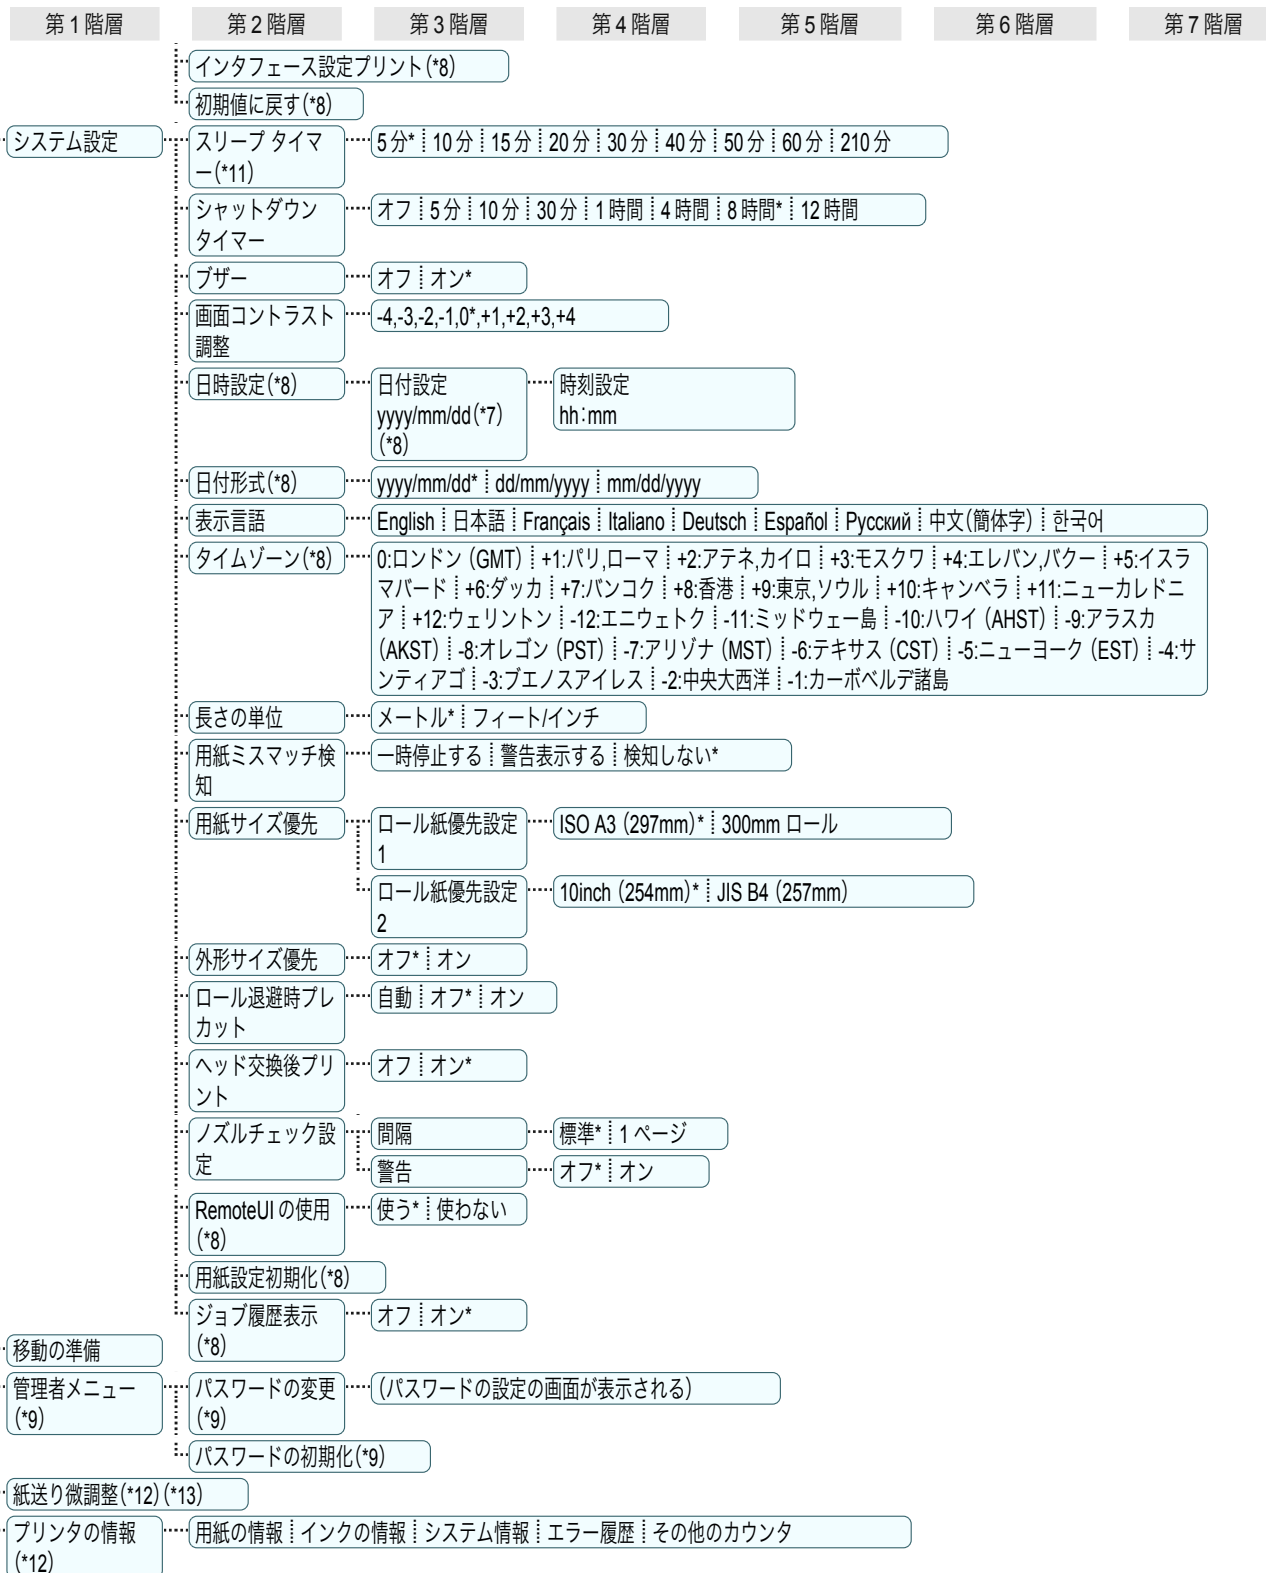 第1階層 第2階層 第3階層 第4階層 第5階層 第6階層 第7階層
インタフェース設定プリント(*8)
初期値に戻す(*8)
システム設定
スリープ タイマ
ー(*11)
5分* 10分 15分 20分 30分 40分 50分 60分 210分
シャットダウン
タイマー
オフ 5分 10分 30分 1時間 4時間 8時間* 12時間
ブザー
オフ オン*
画面コントラスト
調整
-4,-3,-2,-1,0*,+1,+2,+3,+4
日時設定(*8)
日付設定
yyyy/mm/dd(*7)
(*8)
時刻設定
hh:mm
日付形式(*8)
yyyy/mm/dd* dd/mm/yyyy mm/dd/yyyy
表示言語
English 日本語 Français Italiano Deutsch Español Русский 中文(簡体字) 한국어
タイムゾーン(*8)
0:ロンドン (GMT) +1:パリ,ローマ +2:アテネ,カイロ +3:モスクワ +4:エレバン,バクー +5:イスラ
マバード +6:ダッカ +7:バンコク +8:香港 +9:東京,ソウル +10:キャンベラ +11:ニューカレドニ
ア +12:ウェリントン -12:エニウェトク -11:ミッドウェー島 -10:ハワイ (AHST) -9:アラスカ
(AKST) -8:オレゴン (PST) -7:アリゾナ (MST) -6:テキサス (CST) -5:ニューヨーク (EST) -4:サ
ンティアゴ -3:ブエノスアイレス -2:中央大西洋 -1:カーボベルデ諸島
長さの単位
メートル* フィート/インチ
用紙ミスマッチ検
知
一時停止する 警告表示する 検知しない*
用紙サイズ優先
ロール紙優先設定
1
ISO A3 (297mm)* 300mm ロール
ロール紙優先設定
2
10inch (254mm)* JIS B4 (257mm)
外形サイズ優先
オフ* オン
ロール退避時プレ
カット
自動 オフ* オン
ヘッド交換後プリ
ント
オフ オン*
ノズルチェック設
定
間隔
標準* 1ページ
警告
オフ* オン
RemoteUIの使用
(*8)
使う* 使わない
用紙設定初期化(*8)
ジョブ履歴表示
(*8)
オフ オン*
移動の準備
管理者メニュー
(*9)
パスワードの変更
(*9)
(パスワードの設定の画面が表示される)
パスワードの初期化(*9)
紙送り微調整(*12)(*13)
プリンタの情報
(*12)
用紙の情報 インクの情報 システム情報 エラー履歴 その他のカウンタ